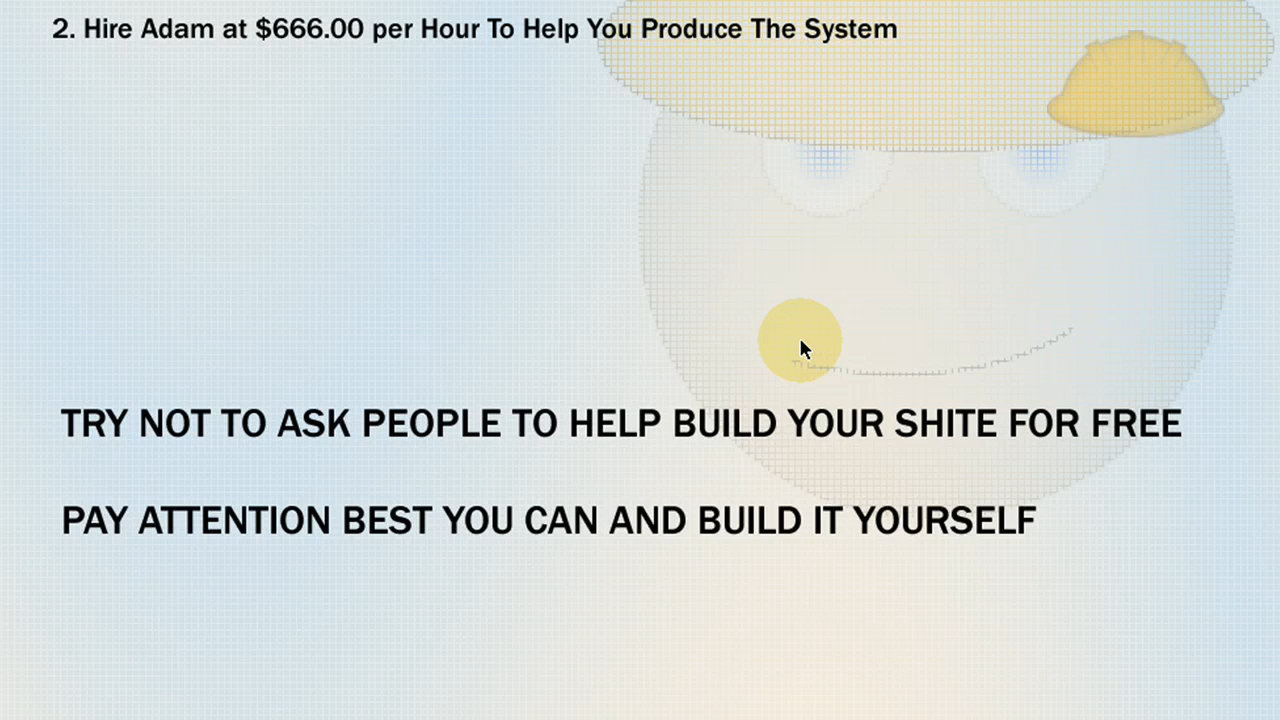 2. Hire Adam at $666.00 per Hour To Help You Produce The System
TRY NOT TO ASK PEOPLE TO HELP BUILD YOUR SHITE FOR FREE
PAY ATTENTION BEST YOU CAN AND BUILD IT YOURSELF